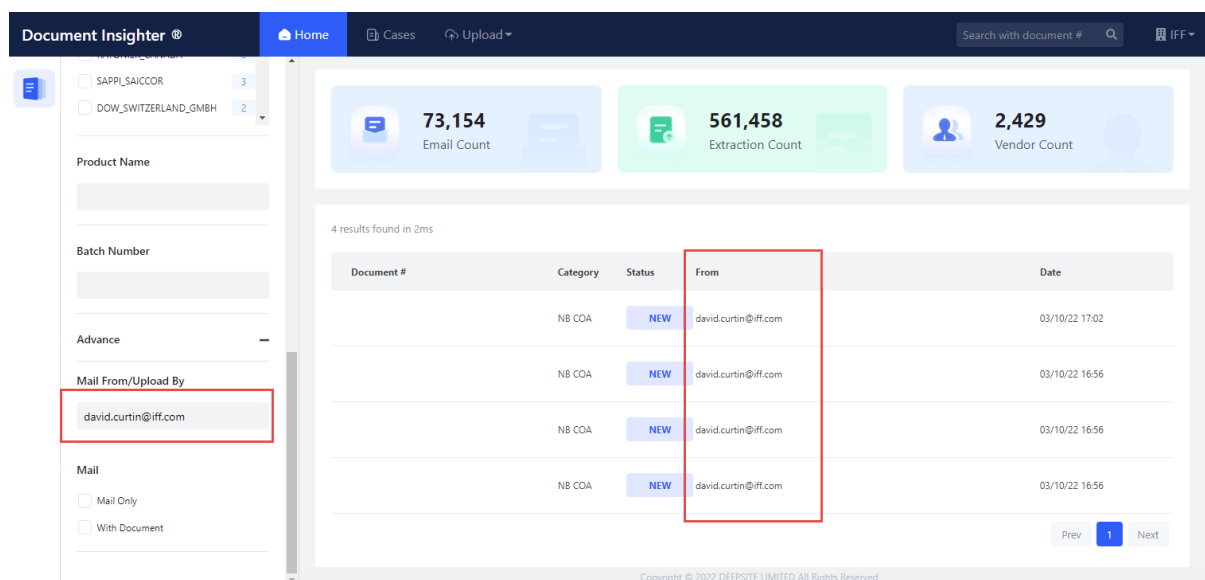 Document Insighter ®
Home
Cases
Upload
Search with document #
IFF
SAPPI_SAICCOR 3
DOW_SWITZERLAND_GMBH 2
Product Name
Batch Number
Advance
Mail From/Upload By
david.curtin@iff.com
Mail
Mail Only
With Document
73,154
Email Count
561,458
Extraction Count
2,429
Vendor Count
4 results found in 2ms
Document # Category Status From Date
NB COA NEW david.curtin@iff.com 03/10/22 17:02
NB COA NEW david.curtin@iff.com 03/10/22 16:56
NB COA NEW david.curtin@iff.com 03/10/22 16:56
NB COA NEW david.curtin@iff.com 03/10/22 16:56
Prev 1 Next
Copyright © 2022 DEEPSITE LIMITED All Rights Reserved